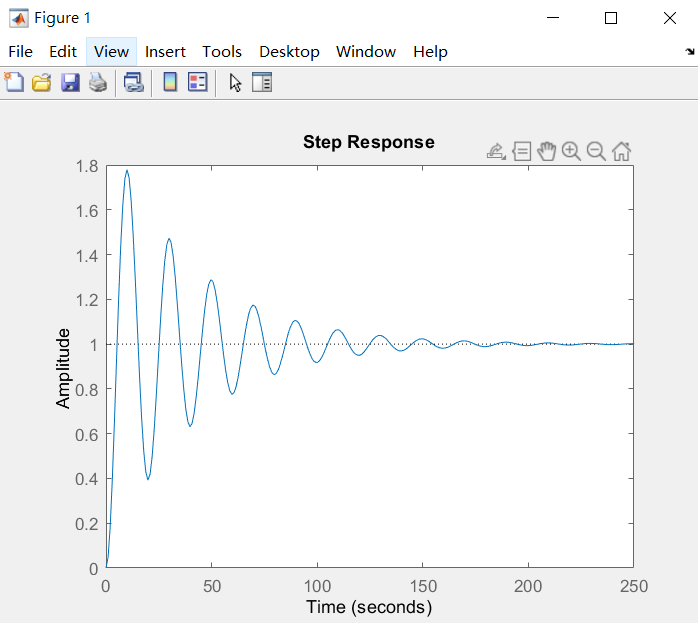 Figure 1
File Edit View Insert Tools Desktop Window Help
Step Response
1.8
1.6
1.4
1.2
1
0.8
0.6
0.4
0.2
0
Amplitude
0 50 100 150 200 250
Time (seconds)